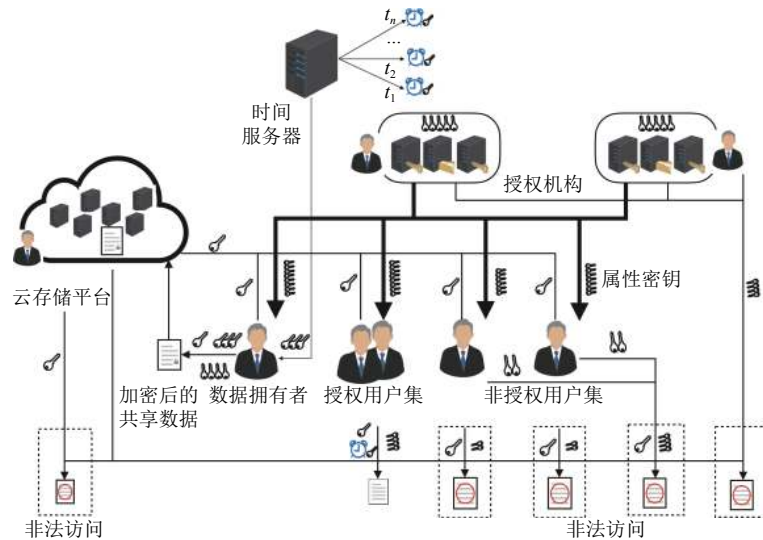 tn
...
t2
t1
时间
服务器
授权机构
云存储平台
属性密钥
加密后的
共享数据
数据拥有者
授权用户集
非授权用户集
非法访问
非法访问